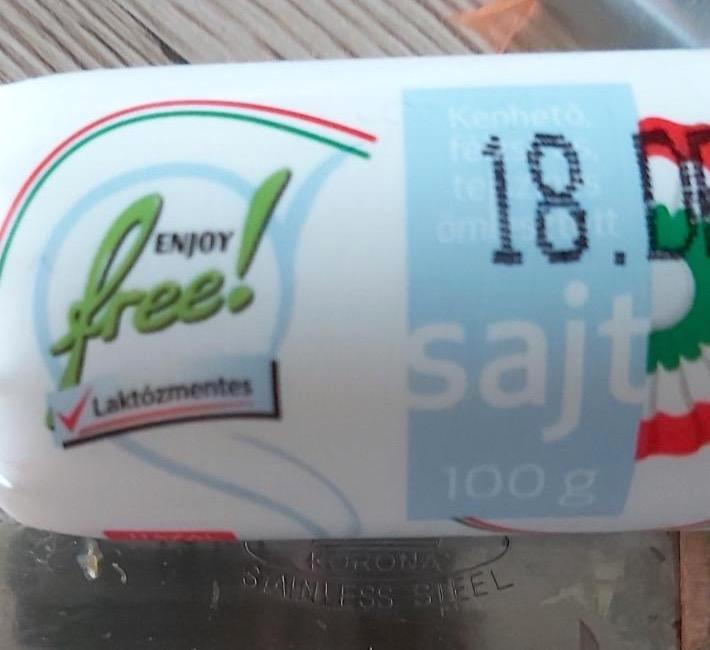 ENJOY
free!
Laktózmentes
Kenhető,
18.
sajt
100 g
KORONA
STAINLESS STEEL